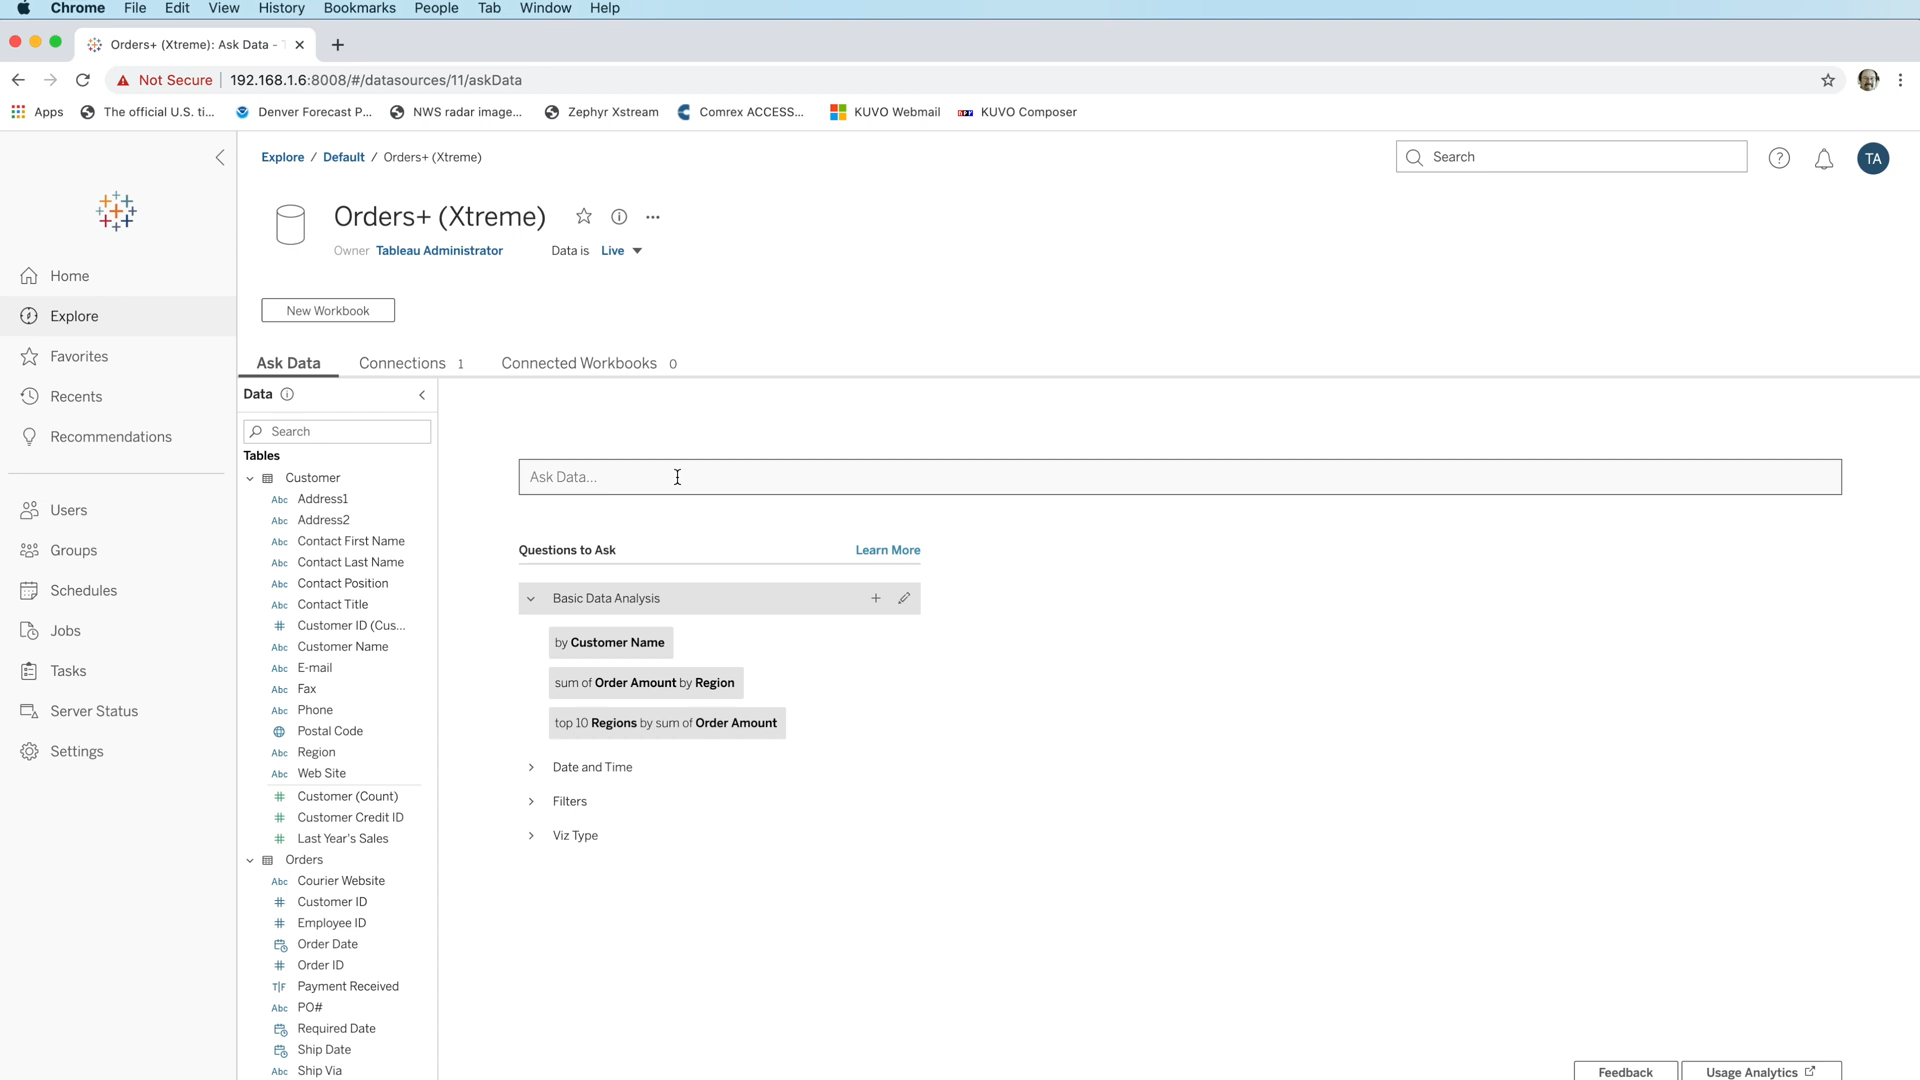 Chrome File Edit View History Bookmarks People Tab Window Help
Orders+ (Xtreme): Ask Data -
Not Secure 192.168.1.6:8008/#/datasources/11/askData
Apps The official U.S. ti... Denver Forecast P... NWS radar image... Zephyr Xstream Comrex ACCESS... KUVO Webmail KUVO Composer
Explore / Default / Orders+ (Xtreme)
Search
TA
Orders+ (Xtreme)
Owner Tableau Administrator Data is Live
Home
Explore
Favorites
Recents
Recommendations
Users
Groups
Schedules
Jobs
Tasks
Server Status
Settings
New Workbook
Ask Data Connections 1 Connected Workbooks 0
Data
Search
Tables
Customer
Abc Address1
Abc Address2
Abc Contact First Name
Abc Contact Last Name
Abc Contact Position
Abc Contact Title
# Customer ID (Cus...
Abc Customer Name
Abc E-mail
Abc Fax
Abc Phone
Postal Code
Abc Region
Abc Web Site
# Customer (Count)
# Customer Credit ID
# Last Year's Sales
Orders
Abc Courier Website
# Customer ID
# Employee ID
Order Date
# Order ID
T|F Payment Received
Abc PO#
Required Date
Ship Date
Abc Ship Via
Ask Data...
Questions to Ask Learn More
Basic Data Analysis
by Customer Name
sum of Order Amount by Region
top 10 Regions by sum of Order Amount
Date and Time
Filters
Viz Type
Feedback Usage Analytics